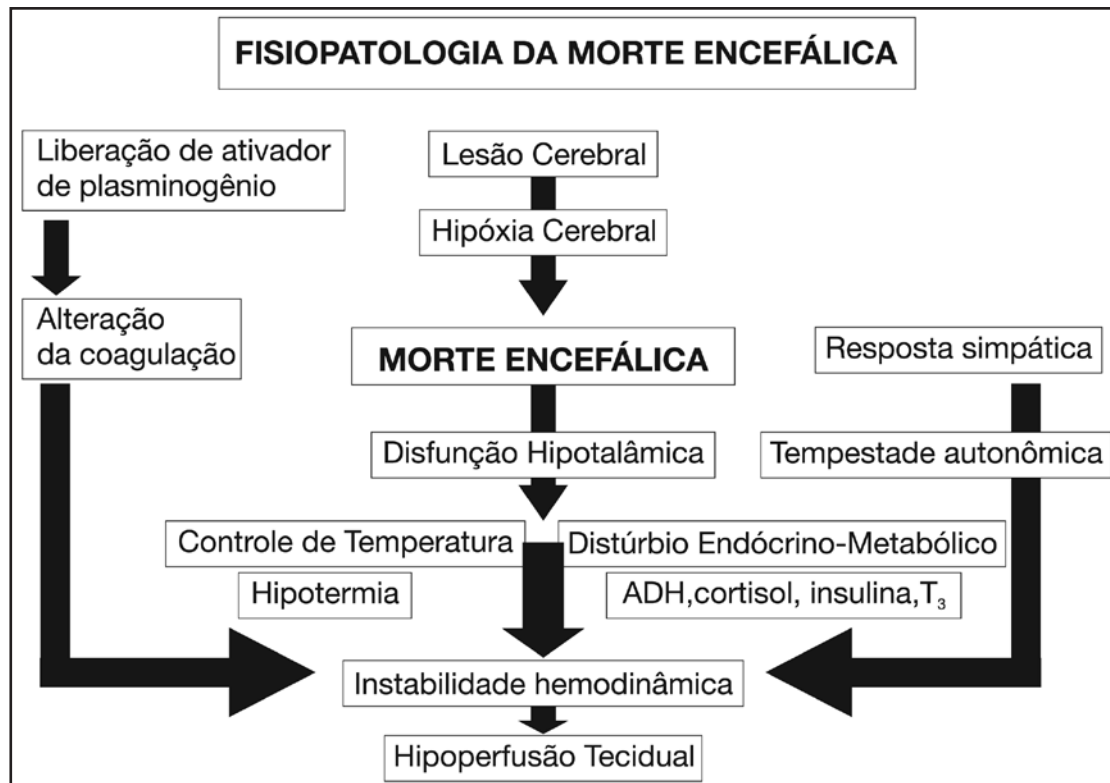 FISIOPATOLOGIA DA MORTE ENCEFÁLICA
Liberação de ativador
de plasminogênio
Lesão Cerebral
Hipóxia Cerebral
Alteração
da coagulação
MORTE ENCEFÁLICA
Resposta simpática
Disfunção Hipotalâmica
Tempestade autonômica
Controle de Temperatura
Distúrbio Endócrino-Metabólico
Hipotermia
ADH,cortisol, insulina,T₃
Instabilidade hemodinâmica
Hipoperfusão Tecidual